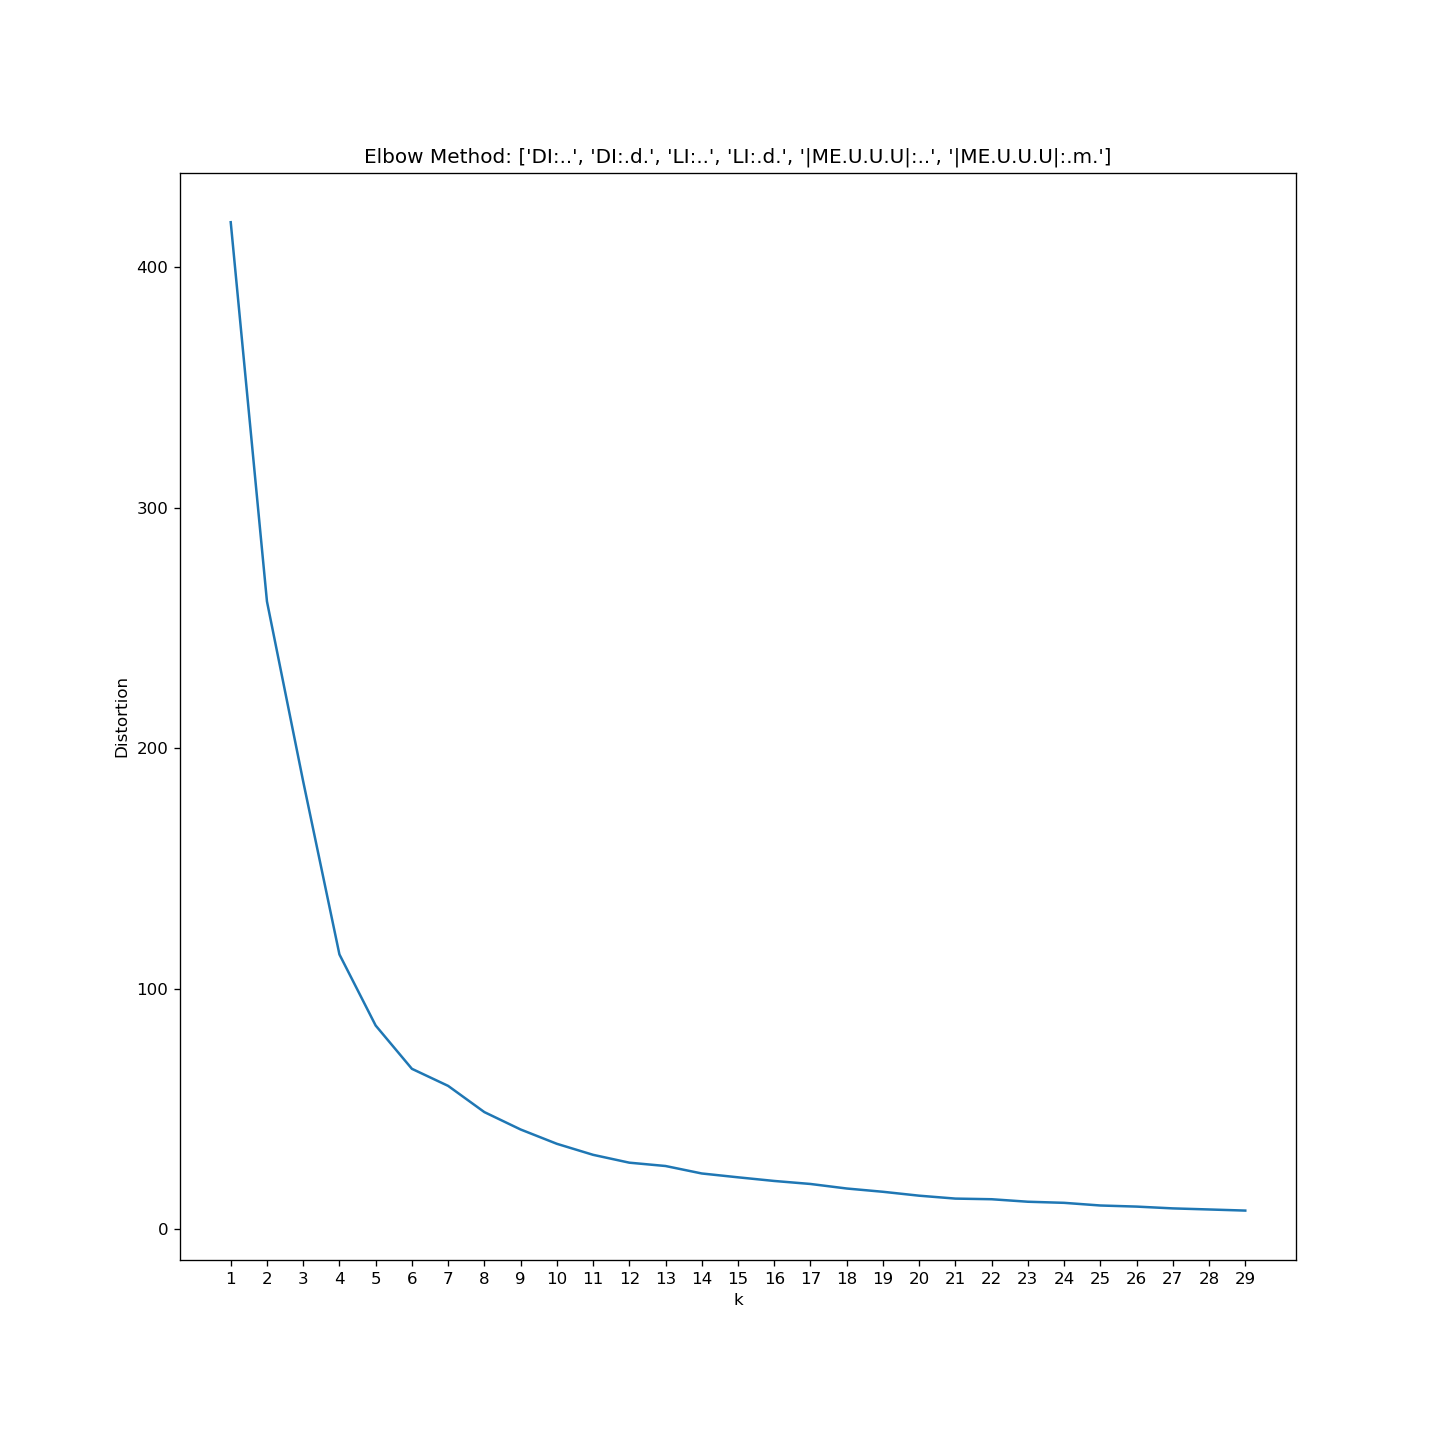 Elbow Method: ['DI:..', 'DI:.d.', 'LI:..', 'LI:.d.', '|ME.U.U.U|:..', '|ME.U.U.U|:.m.']
400
300
200
100
0
Distortion
1 2 3 4 5 6 7 8 9 10 11 12 13 14 15 16 17 18 19 20 21 22 23 24 25 26 27 28 29
k